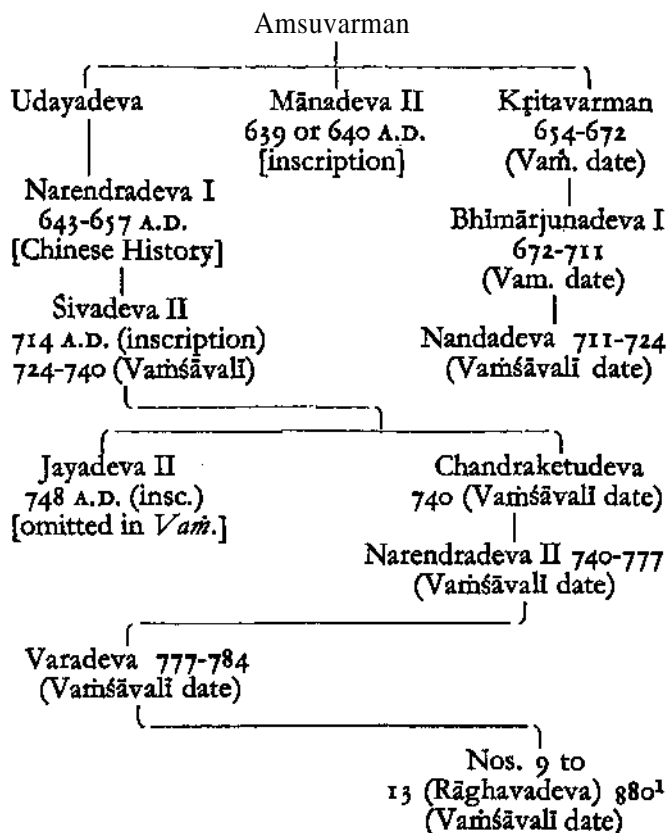 Amsuvarman
Udayadeva
Mānadeva II
639 or 640 A.D.
[inscription]
Kṛitavarman
654-672
(Vaṁ. date)
Narendradeva I
643-657 A.D.
[Chinese History]
Bhīmārjunadeva I
672-711
(Vam. date)
Śivadeva II
714 A.D. (inscription)
724-740 (Vaṁśāvalī)
Nandadeva 711-724
(Vaṁśāvalī date)
Jayadeva II
748 A.D. (insc.)
[omitted in Vaṁ.]
Chandraketudeva
740 (Vaṁśāvalī date)
Narendradeva II 740-777
(Vaṁśāvalī date)
Varadeva 777-784
(Vaṁśāvalī date)
Nos. 9 to
13 (Rāghavadeva) 880¹
(Vaṁśāvalī date)